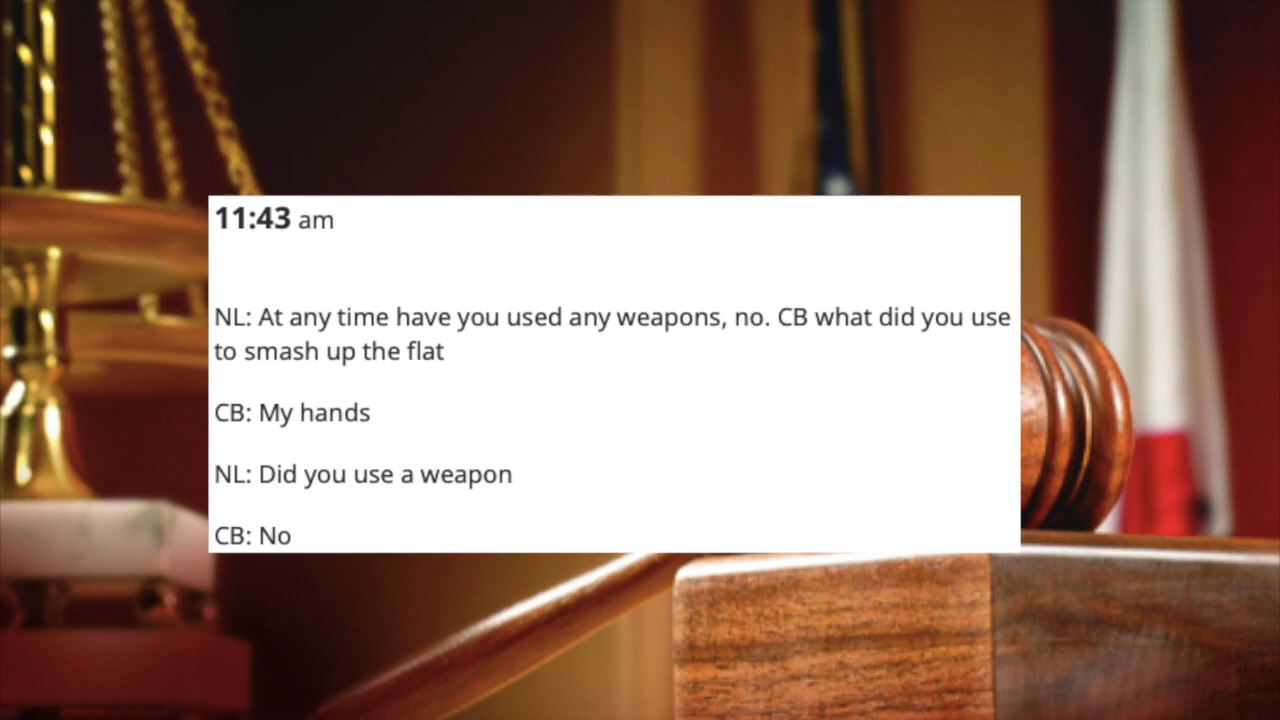 11:43 am
NL: At any time have you used any weapons, no. CB what did you use
to smash up the flat
CB: My hands
NL: Did you use a weapon
CB: No